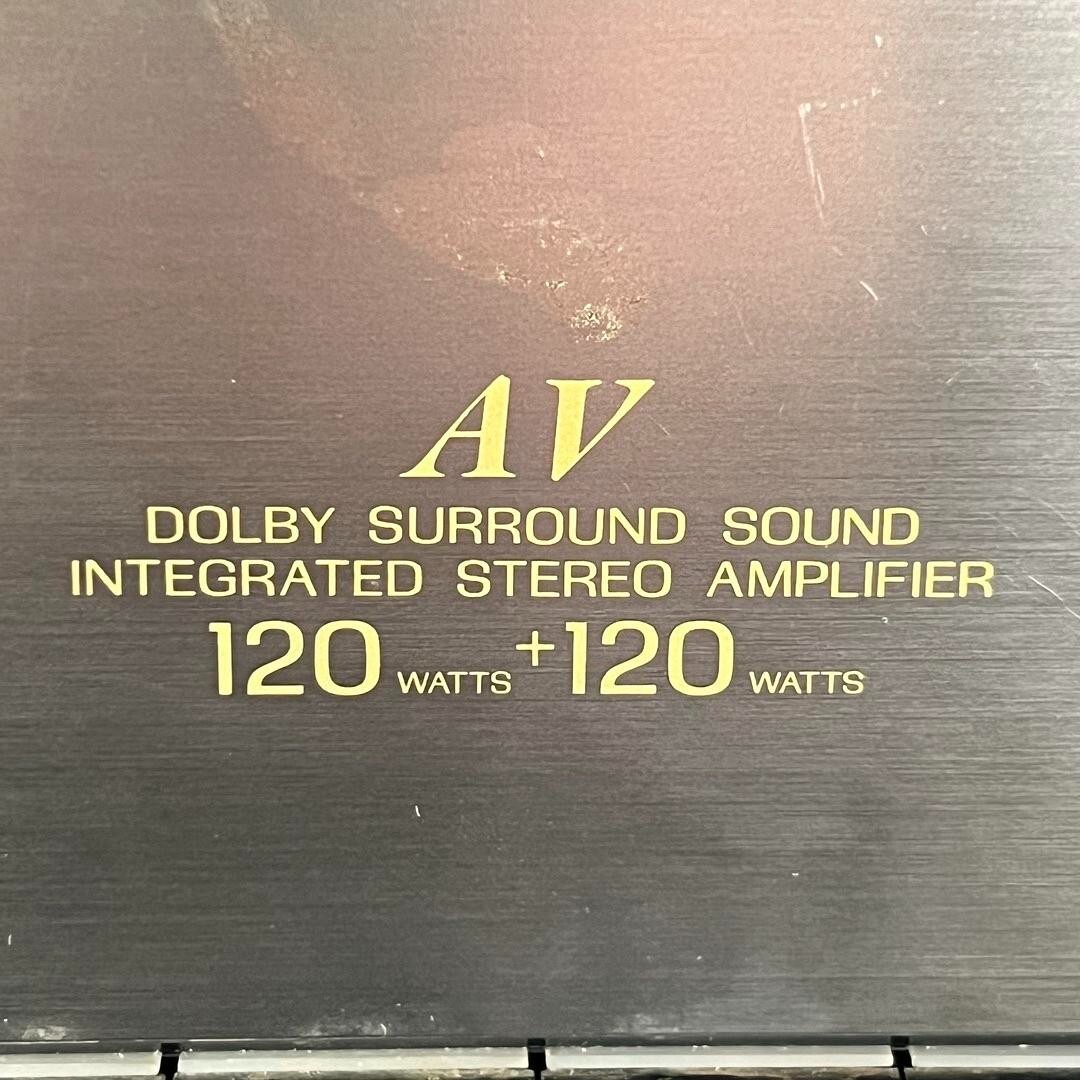 AV
DOLBY SURROUND SOUND
INTEGRATED STEREO AMPLIFIER
120 WATTS +120 WATTS